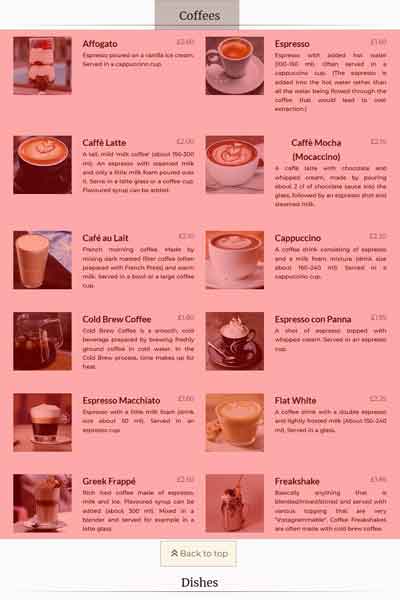 Coffees
Affogato
£2.60
Espresso poured on a vanilla ice cream.
Served in a cappuccino cup.
Espresso
£1.60
Espresso with added hot water
(100-150 ml). Often served in a
cappuccino cup. (The espresso is
added into the hot water rather than
all the water being flowed through the
coffee that would lead to over
extraction.)
Caffè Latte
£2.00
A tall, mild 'milk coffee' (about 150-300
ml). An espresso with steamed milk
and only a little milk foam poured over
it. Serve in a latte glass or a coffee cup.
Flavoured syrup can be added.
Caffè Mocha
(Mocaccino)
A caffè latte with chocolate and
whipped cream, made by pouring
about 2 cl of chocolate sauce into the
glass, followed by an espresso shot and
steamed milk.
Café au Lait
French morning coffee. Made by
mixing dark roasted filter coffee (often
prepared with French Press) and warm
milk. Served in a bowl or a large coffee
cup.
Cappuccino
A coffee drink consisting of espresso
and a milk foam mixture (drink size
about 160-240 ml). Served in a
cappuccino cup.
Cold Brew Coffee
£1.80
Cold Brew Coffee is a smooth, cold
beverage prepared by brewing freshly
ground coffee in cold water. In the
Cold Brew process, time makes up for
heat.
Espresso con Panna
£1.95
A shot of espresso topped with
whipped cream. Served in an espresso
cup.
Espresso Macchiato
Espresso with a little milk foam (drink
size about 50 ml). Served in an
espresso cup.
Flat White
A coffee drink with a double espresso
and lightly frosted milk (About 150-240
ml). Served in a glass.
Greek Frappé
Rich iced coffee made of espresso,
milk and ice. Flavoured syrup can be
added (about 300 ml). Mixed in a
blender and served for example in a
latte glass.
Freakshake
Basically anything that is
blended/mixed/stirred and served with
various topping that are very
"instagrammable". Coffee Freakshakes
are often made with cold brew coffee.
Back to top
Dishes